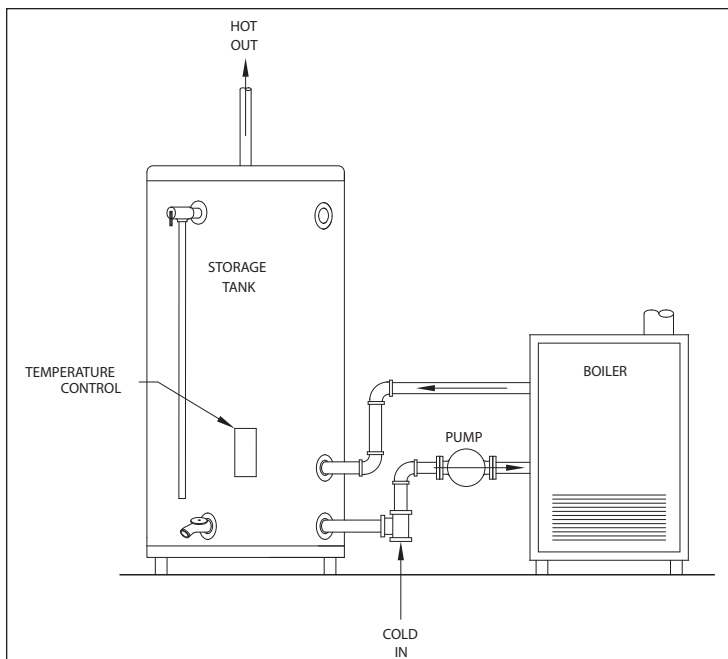 HOT
OUT
STORAGE
TANK
TEMPERATURE
CONTROL
BOILER
PUMP
COLD
IN